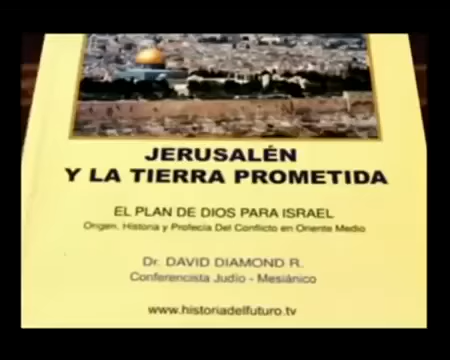 JERUSALÉN
Y LA TIERRA PROMETIDA
EL PLAN DE DIOS PARA ISRAEL
Origen, Historia y Profecía Del Conflicto en Oriente Medio
Dr. DAVID DIAMOND R.
Conferencista Judío - Mesiánico
www.historiadelfuturo.tv